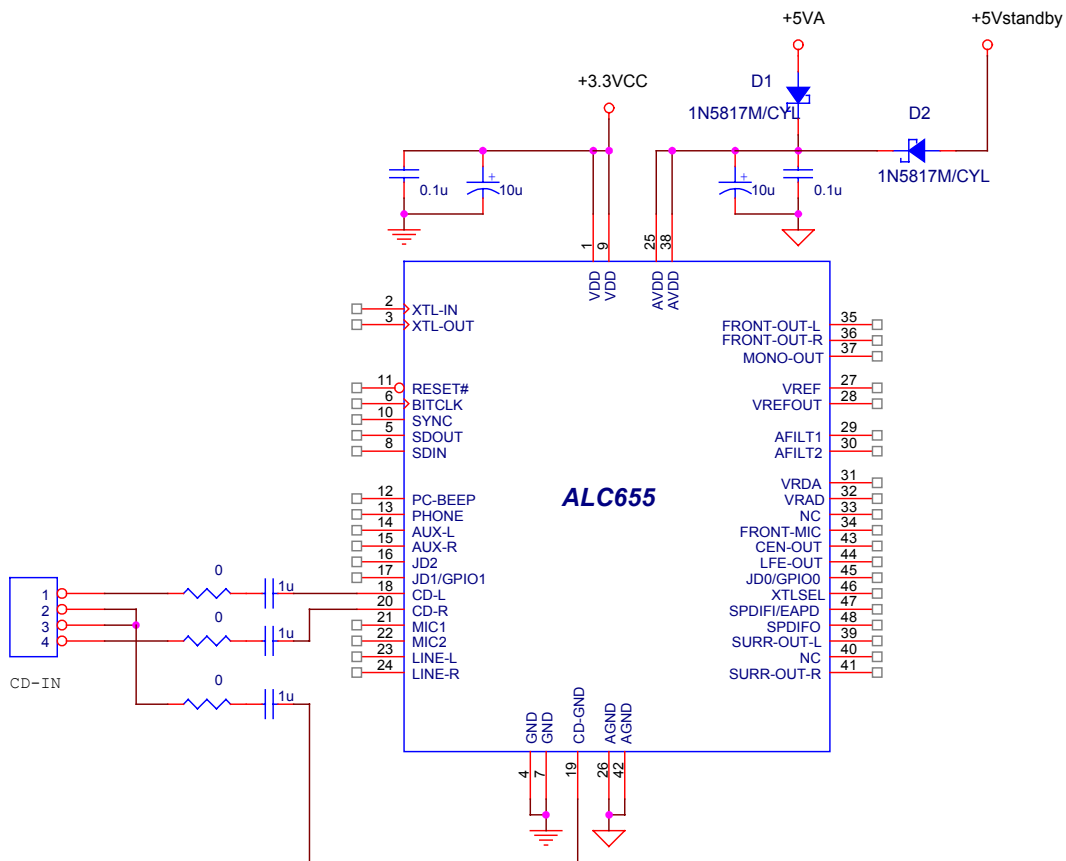 +5VA
+5Vstandby
+3.3VCC
D1
1N5817M/CYL
D2
1N5817M/CYL
0.1u
+
10u
+
10u
0.1u
1
9
25
38
VDD
VDD
AVDD
AVDD
2 XTL-IN
3 XTL-OUT
11 RESET#
6 BITCLK
10 SYNC
5 SDOUT
8 SDIN
12 PC-BEEP
13 PHONE
14 AUX-L
15 AUX-R
16 JD2
17 JD1/GPIO1
18 CD-L
20 CD-R
21 MIC1
22 MIC2
23 LINE-L
24 LINE-R
ALC655
FRONT-OUT-L 35
FRONT-OUT-R 36
MONO-OUT 37
VREF 27
VREFOUT 28
AFILT1 29
AFILT2 30
VRDA 31
VRAD 32
NC 33
FRONT-MIC 34
CEN-OUT 43
LFE-OUT 44
JD0/GPIO0 45
XTLSEL 46
SPDIFI/EAPD 47
SPDIFO 48
SURR-OUT-L 39
NC 40
SURR-OUT-R 41
1
2
3
4
CD-IN
0
1u
0
1u
0
1u
GND
GND
CD-GND
AGND
AGND
4
7
19
26
42